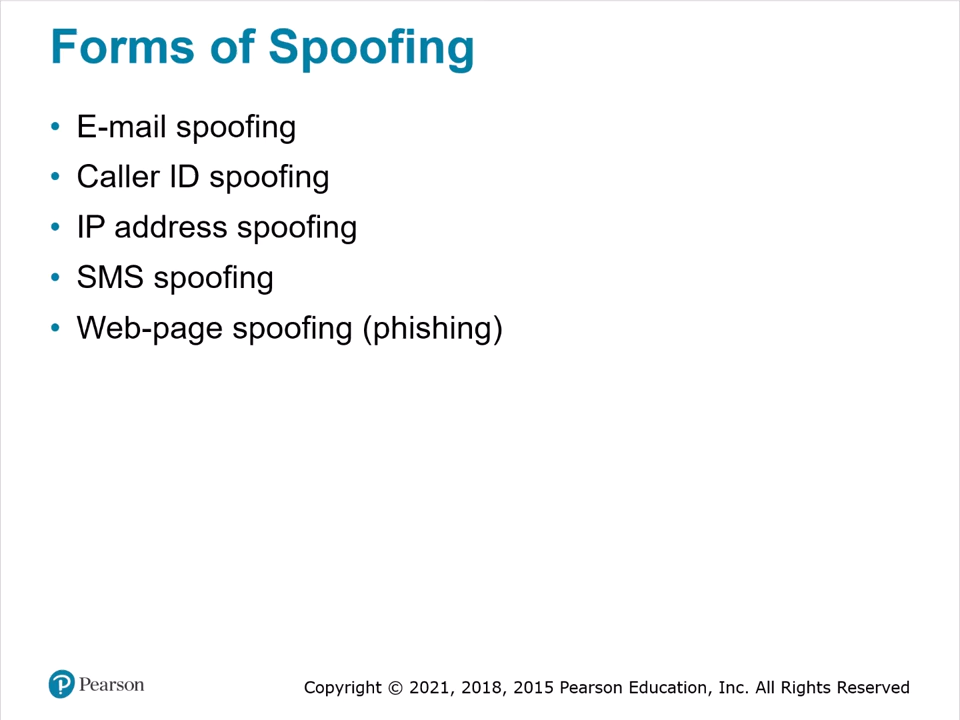 Forms of Spoofing
• E-mail spoofing
• Caller ID spoofing
• IP address spoofing
• SMS spoofing
• Web-page spoofing (phishing)
P Pearson
Copyright © 2021, 2018, 2015 Pearson Education, Inc. All Rights Reserved